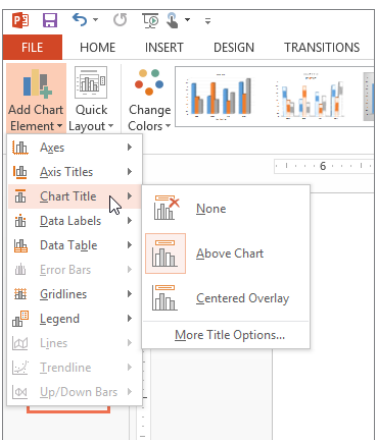 FILE HOME INSERT DESIGN TRANSITIONS
Add Chart Quick Change
Element Layout Colors
Axes
Axis Titles
6
Chart Title
None
Data Labels
Data Table
Above Chart
Error Bars
Gridlines
Centered Overlay
Legend
More Title Options...
Lines
Trendline
Up/Down Bars